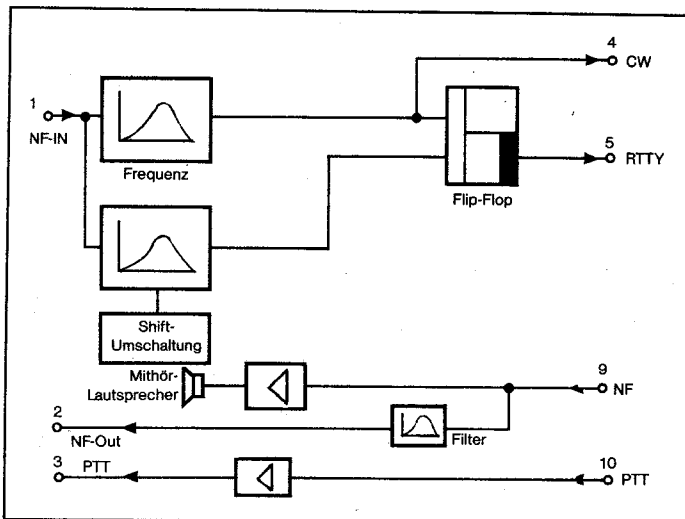 4
CW
1
NF-IN
Frequenz
5
RTTY
Flip-Flop
Shift-
Umschaltung
Mithör-
Lautsprecher
9
NF
2
NF-Out
Filter
3
PTT
10
PTT